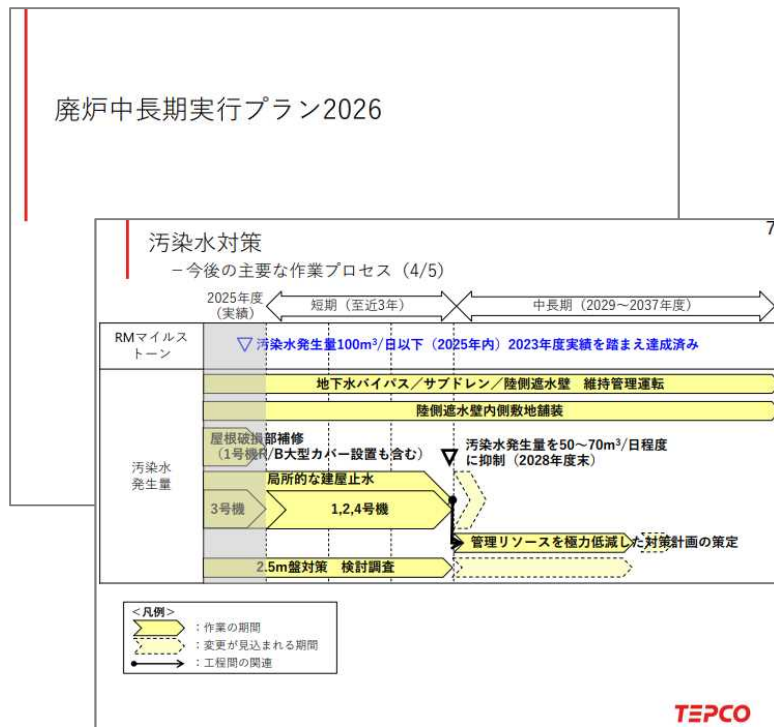 廃炉中長期実行プラン2026
7
汚染水対策
－今後の主要な作業プロセス（4/5）
2025年度
（実績）
短期（至近3年）
中長期（2029～2037年度）
RMマイルス
トーン
▽汚染水発生量100m³/日以下（2025年内）2023年度実績を踏まえ達成済み
汚染水
発生量
地下水バイパス／サブドレン／陸側遮水壁　維持管理運転
陸側遮水壁内側敷地舗装
屋根破損部補修
（1号機R/B大型カバー設置も含む）
汚染水発生量を50～70m³/日程度
に抑制（2028年度末）
局所的な建屋止水
3号機
1,2,4号機
管理リソースを極力低減した対策計画の策定
2.5m盤対策　検討調査
＜凡例＞
：作業の期間
：変更が見込まれる期間
：工程間の関連
TEPCO